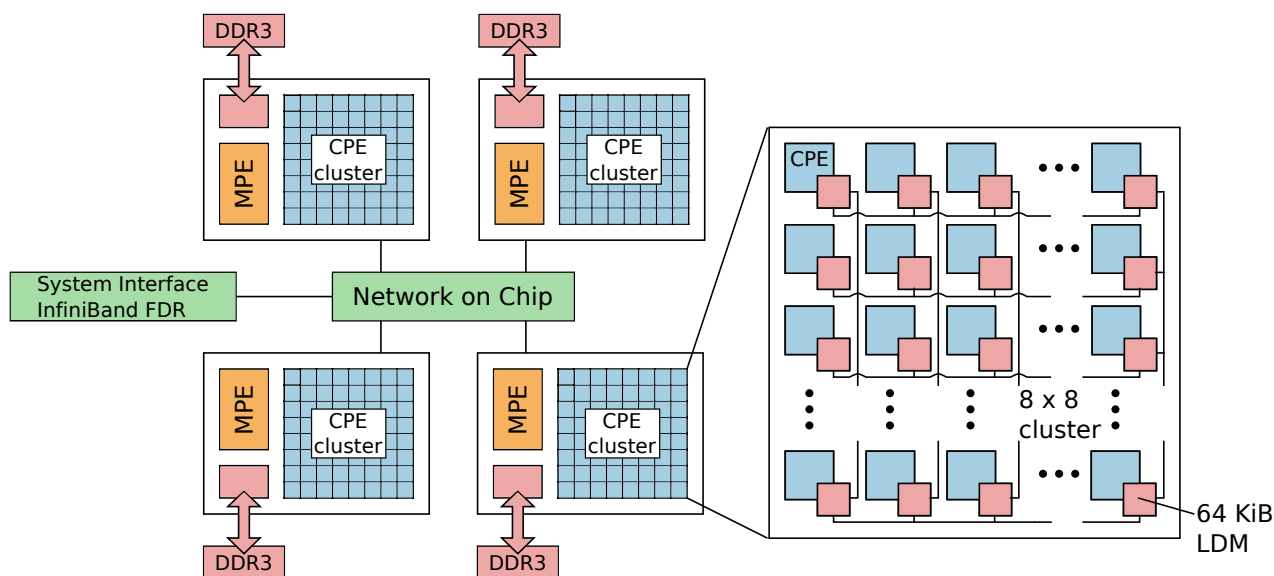 DDR3
DDR3
CPE
cluster
MPE
CPE
cluster
MPE
System Interface
InfiniBand FDR
Network on Chip
MPE
CPE
cluster
MPE
CPE
cluster
DDR3
DDR3
CPE
8 x 8
cluster
64 KiB
LDM